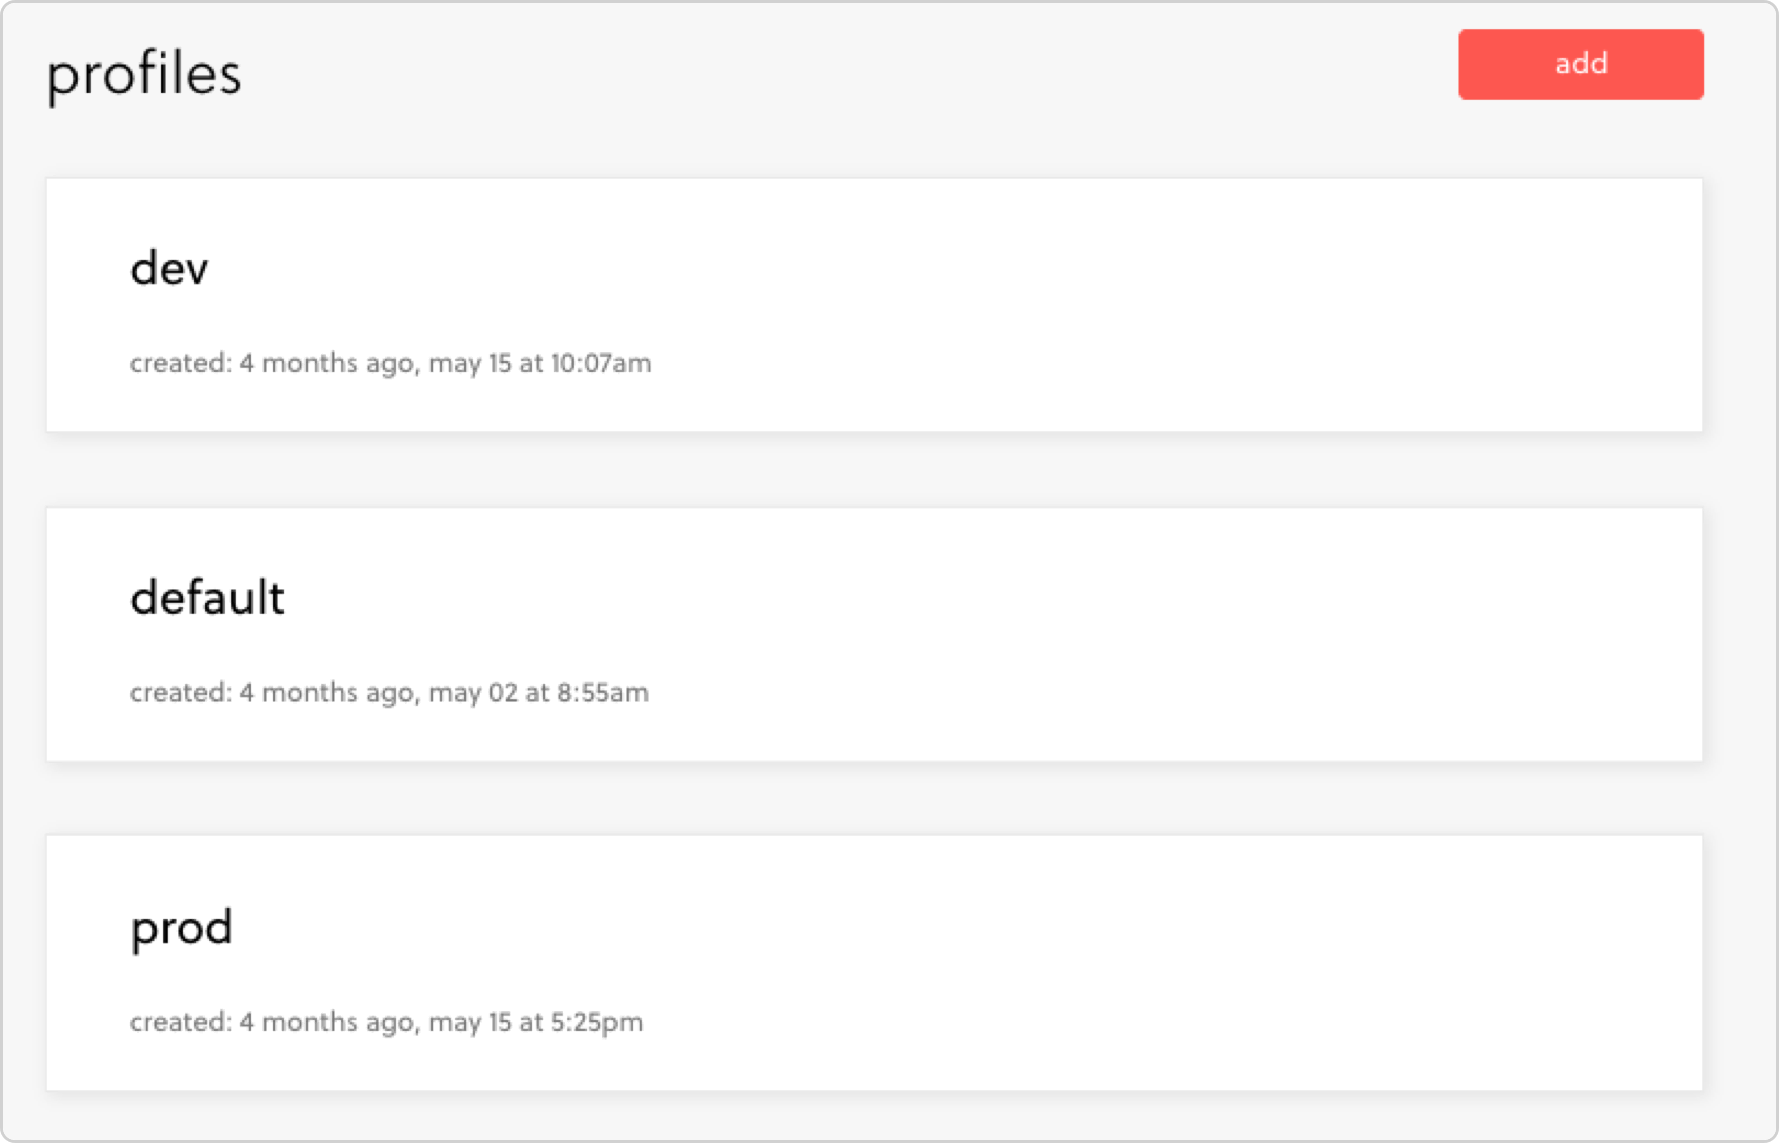 profiles
add
dev
created: 4 months ago, may 15 at 10:07am
default
created: 4 months ago, may 02 at 8:55am
prod
created: 4 months ago, may 15 at 5:25pm